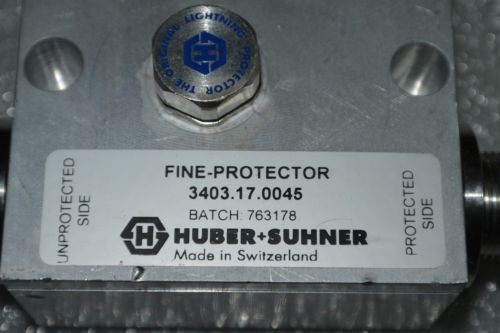 THE ORIGINAL LIGHTNING PROTECTOR
H
UNPROTECTED
SIDE
FINE-PROTECTOR
3403.17.0045
BATCH: 763178
H HUBER+SUHNER
Made in Switzerland
PROTECTED
SIDE